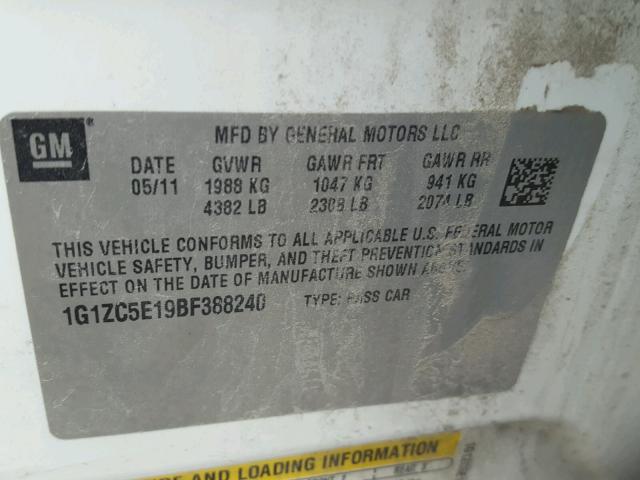 GM ®
MFD BY GENERAL MOTORS LLC
DATE GVWR GAWR FRT GAWR RR
05/11 1988 KG 1047 KG 941 KG
4382 LB 2308 LB 2074 LB
THIS VEHICLE CONFORMS TO ALL APPLICABLE U.S. FEDERAL MOTOR
VEHICLE SAFETY, BUMPER, AND THEFT PREVENTION STANDARDS IN
EFFECT ON THE DATE OF MANUFACTURE SHOWN ABOVE.
1G1ZC5E19BF388240 TYPE: PASS CAR
AND LOADING INFORMATION